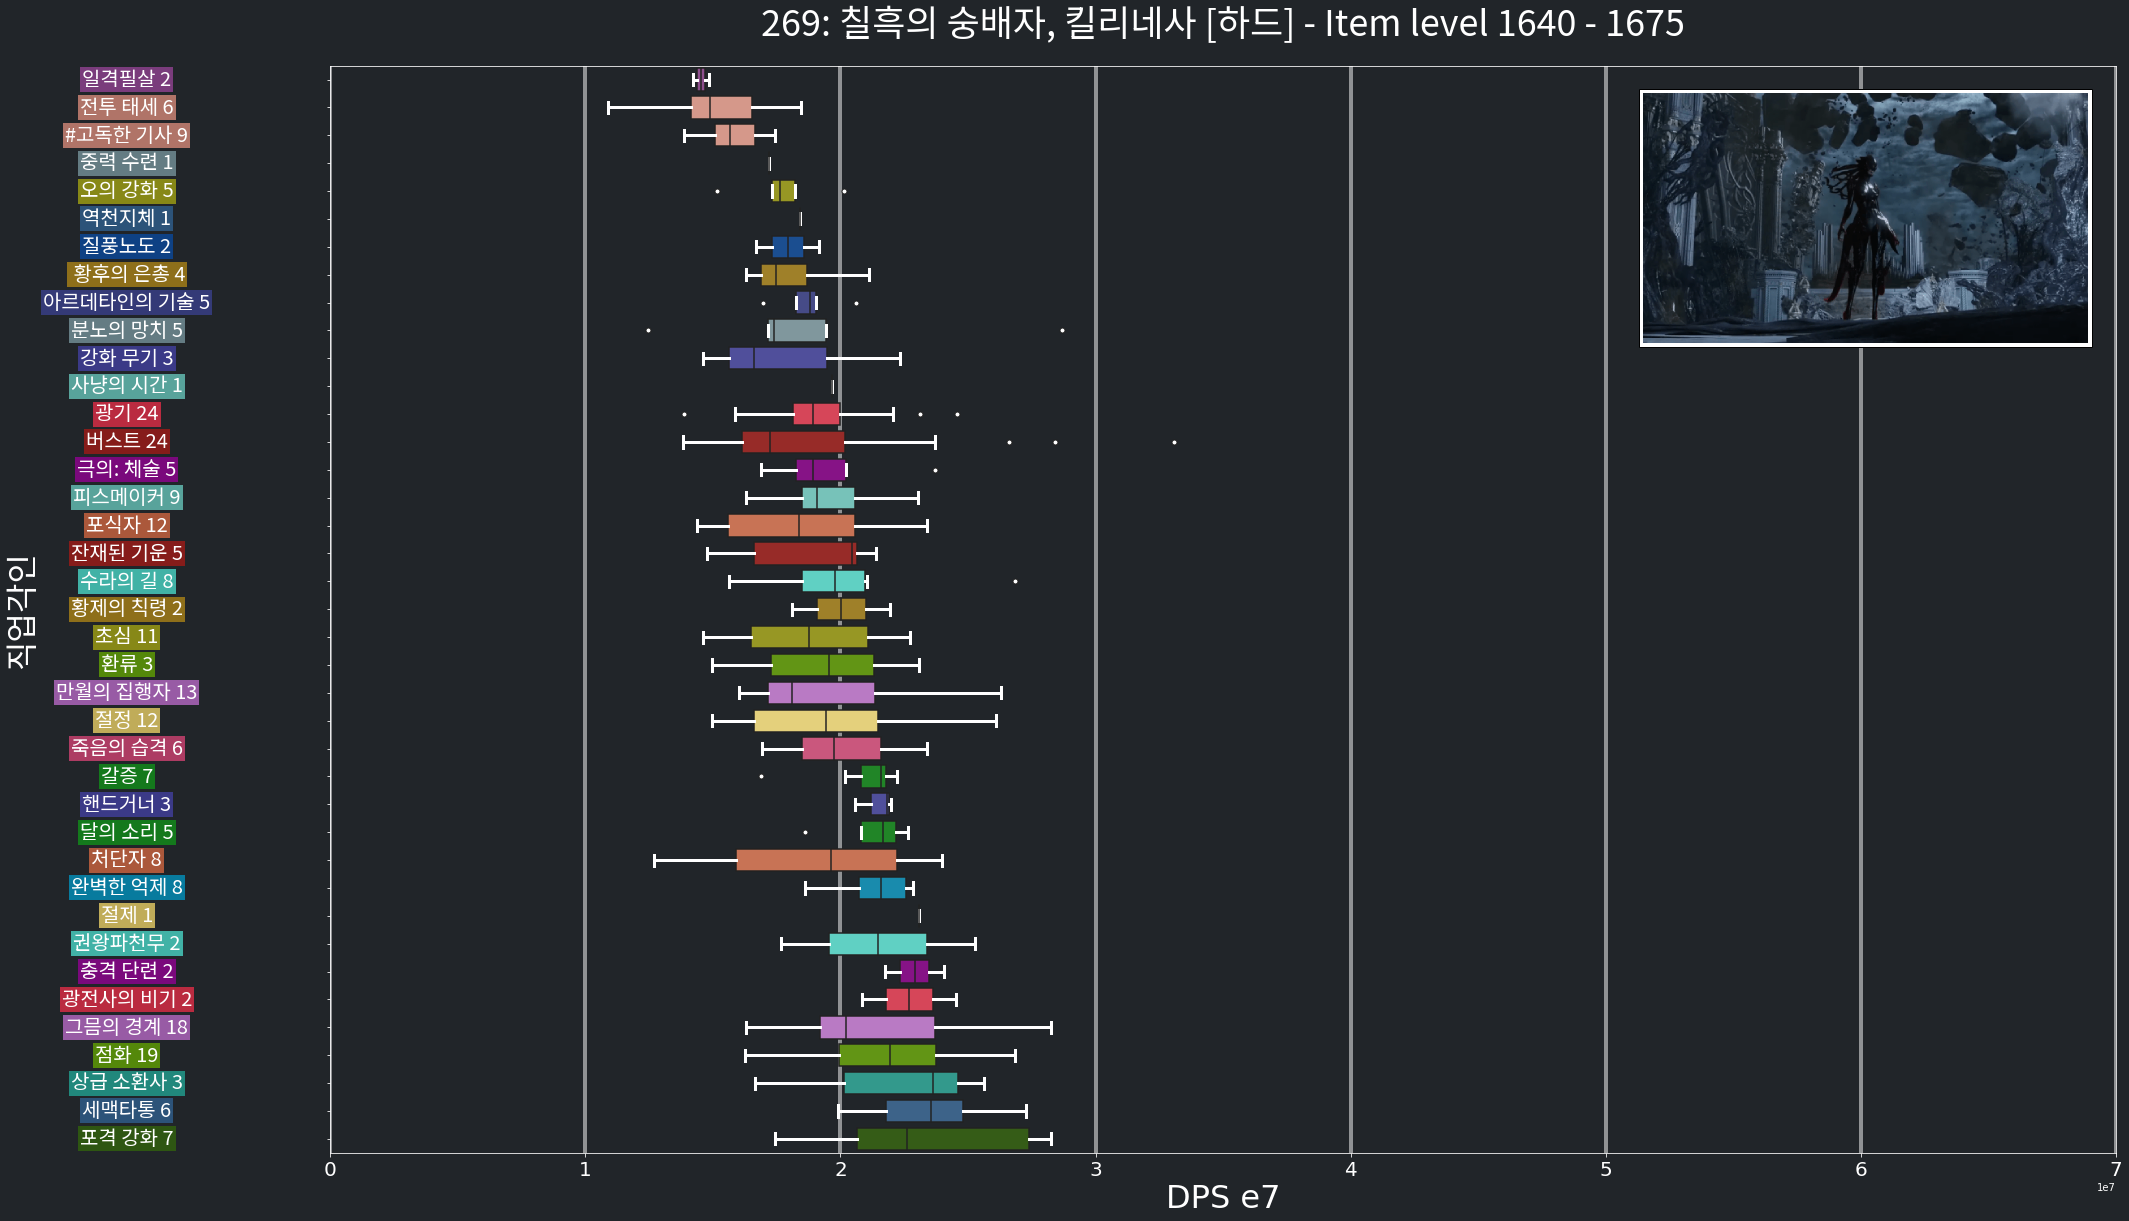 269: 칠흑의 숭배자, 킬리네사 [하드] - Item level 1640 - 1675
일격필살 2
전투 태세 6
#고독한 기사 9
중력 수련 1
오의 강화 5
역천지체 1
질풍노도 2
황후의 은총 4
아르데타인의 기술 5
분노의 망치 5
강화 무기 3
사냥의 시간 1
광기 24
버스트 24
극의: 체술 5
피스메이커 9
포식자 12
잔재된 기운 5
수라의 길 8
황제의 칙령 2
초심 11
환류 3
만월의 집행자 13
절정 12
죽음의 습격 6
갈증 7
핸드거너 3
달의 소리 5
처단자 8
완벽한 억제 8
절제 1
권왕파천무 2
충격 단련 2
광전사의 비기 2
그믐의 경계 18
점화 19
상급 소환사 3
세맥타통 6
포격 강화 7
직업각인
0 1 2 3 4 5 6 7
1e7
DPS e7